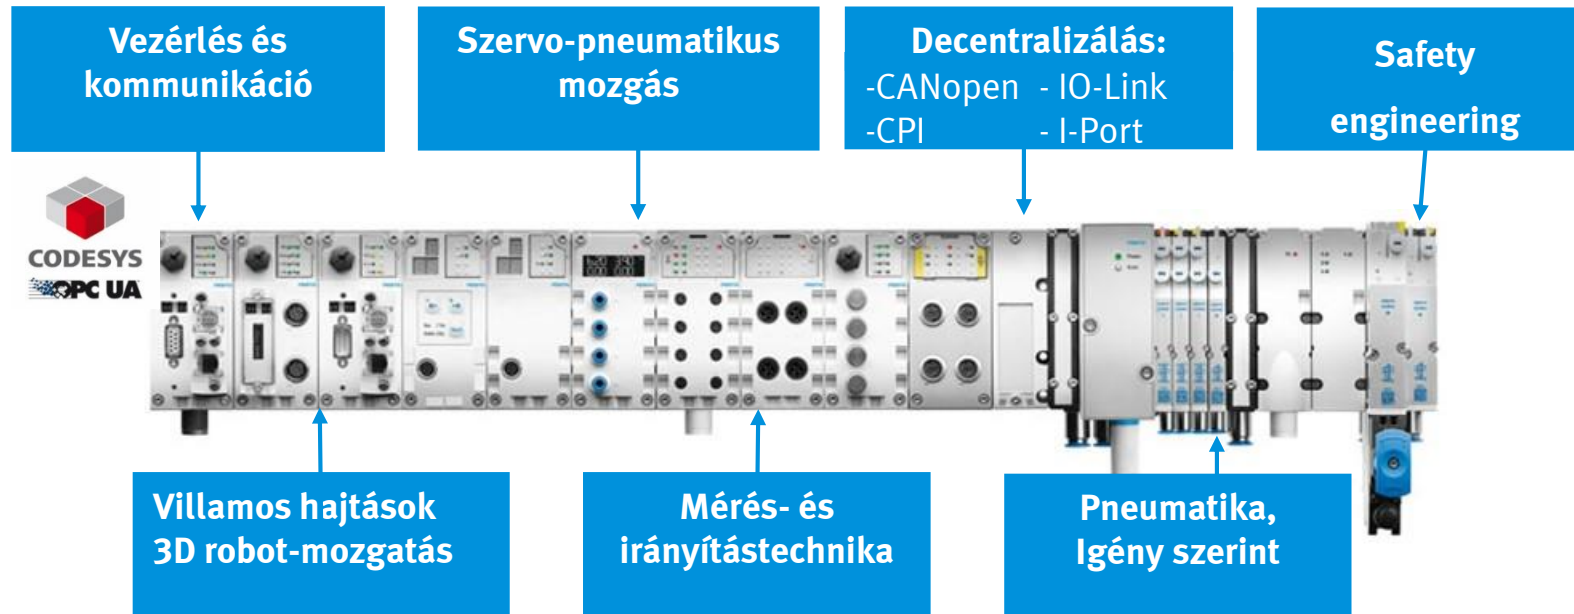 Vezérlés és
kommunikáció
Szervo-pneumatikus
mozgás
Decentralizálás:
-CANopen - IO-Link
-CPI - I-Port
Safety
engineering
CODESYS
OPC UA
Villamos hajtások
3D robot-mozgatás
Mérés- és
irányítástechnika
Pneumatika,
Igény szerint